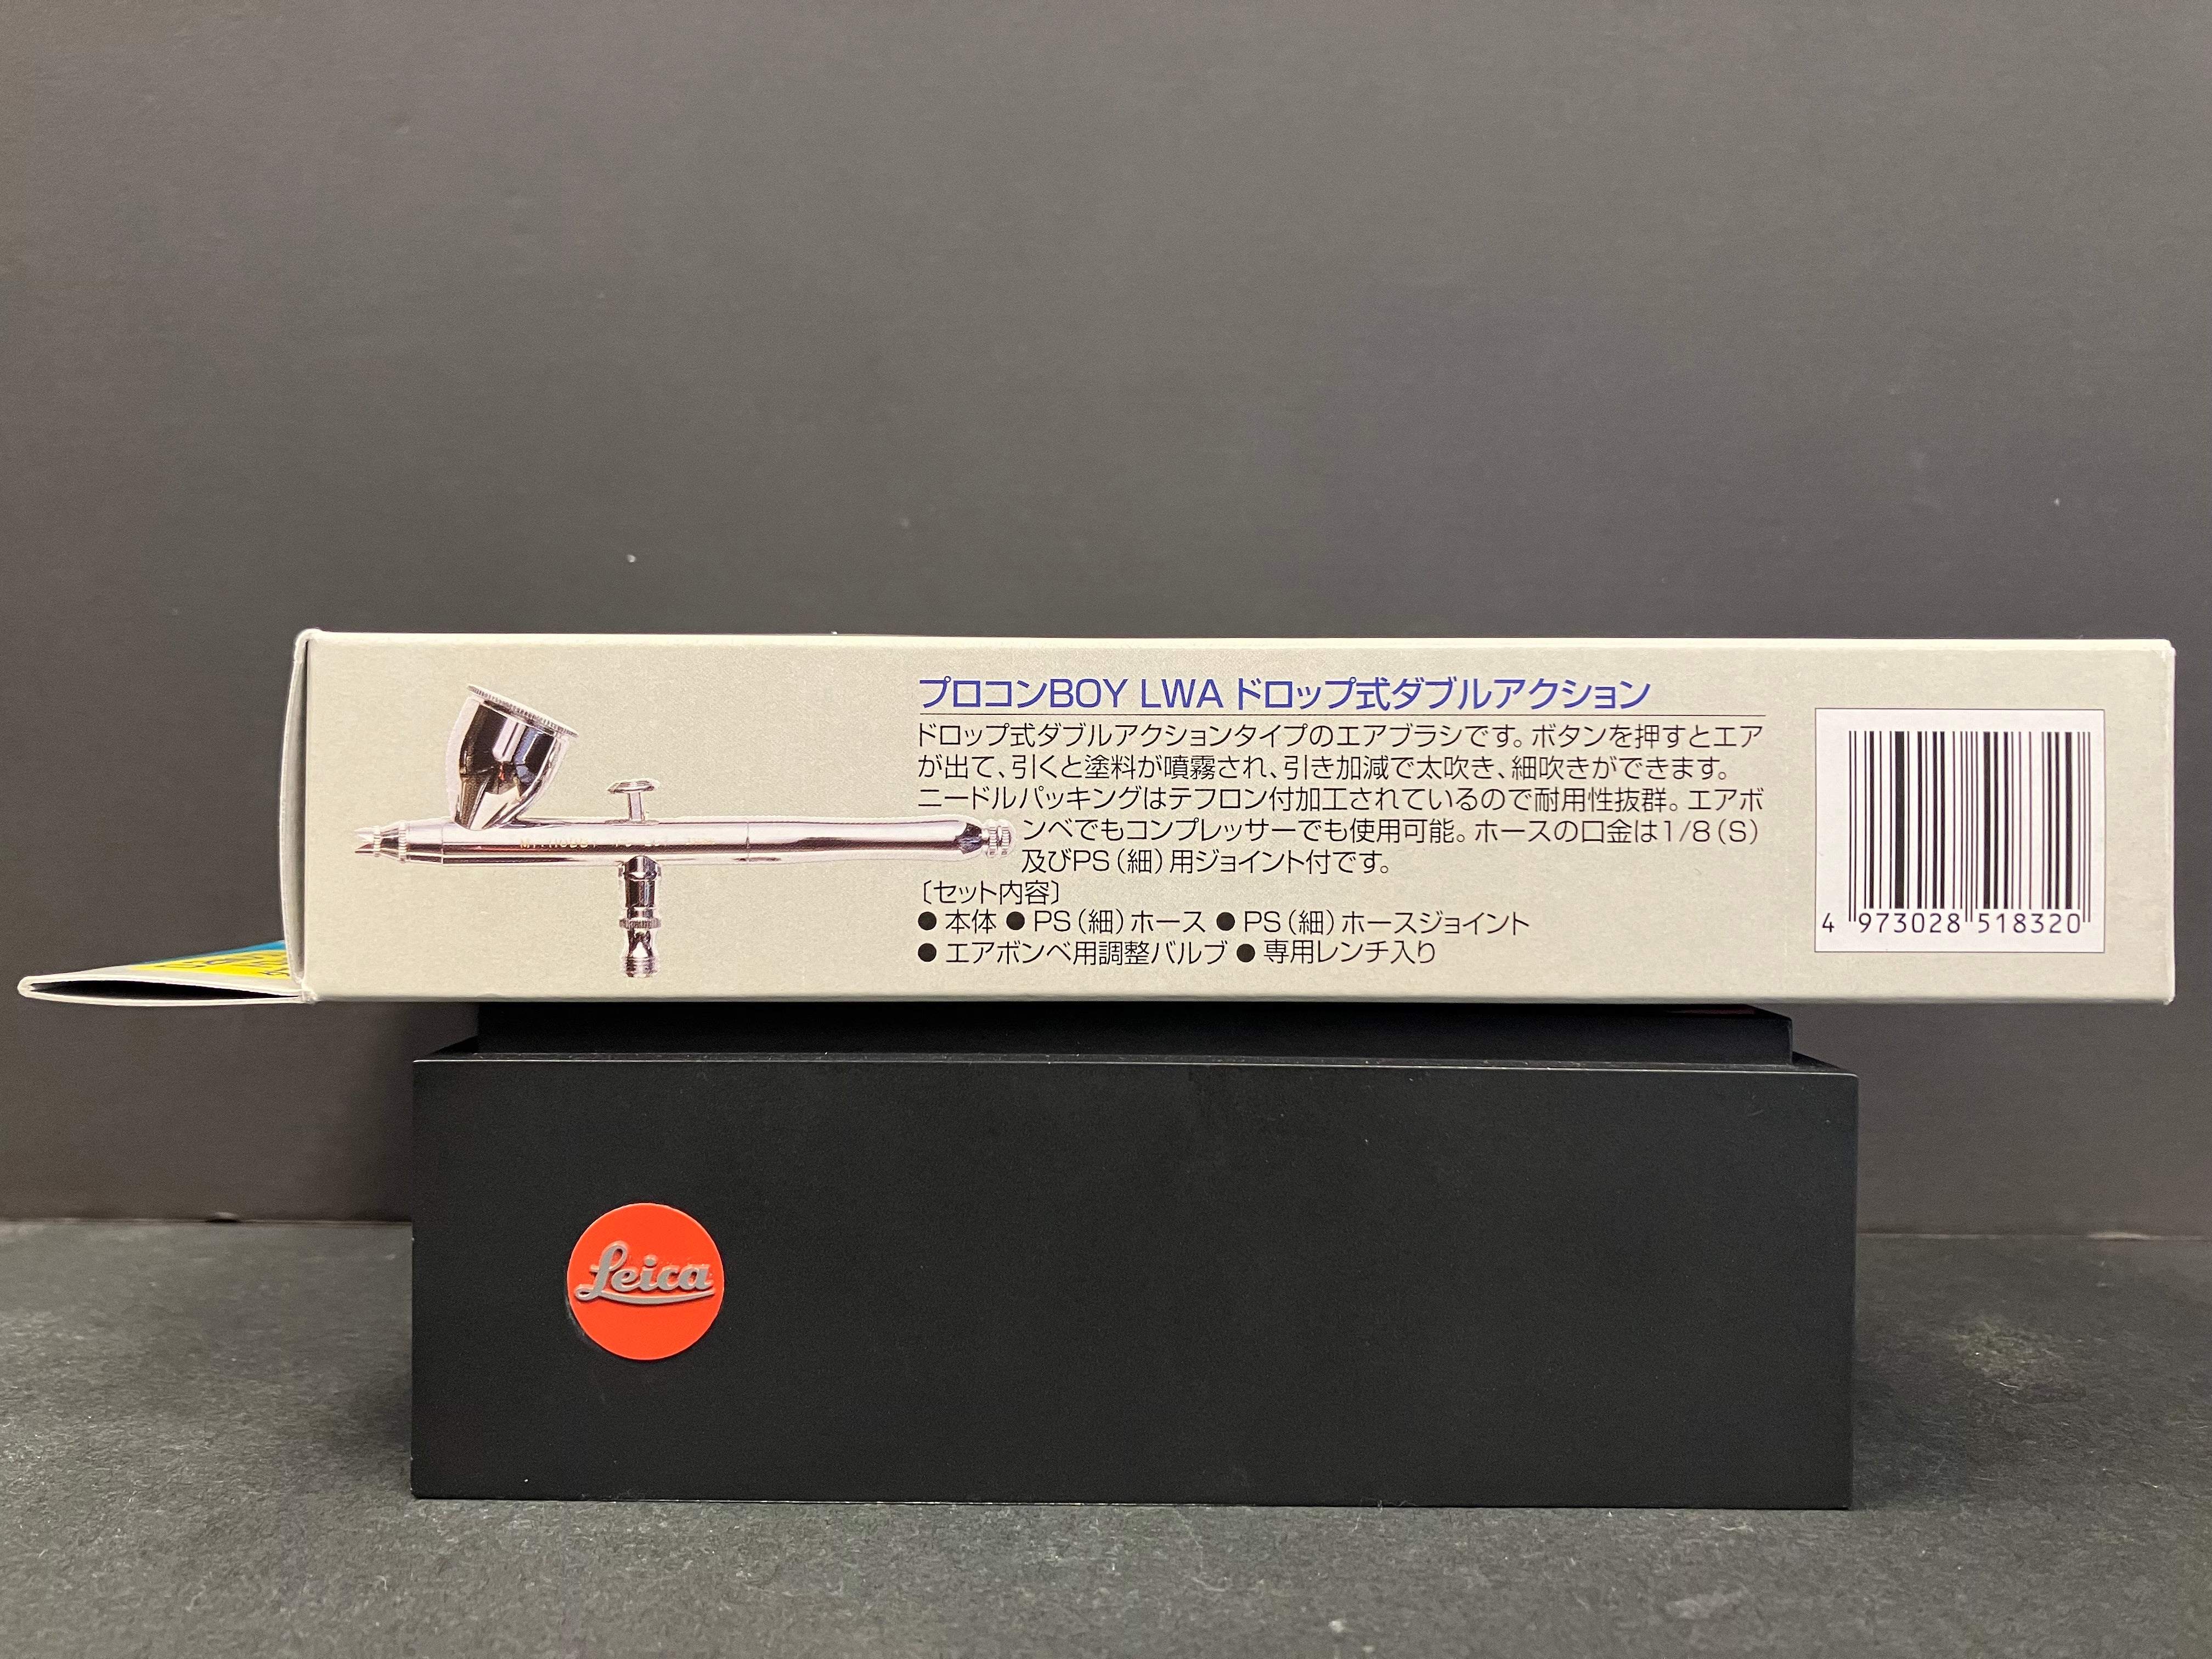 プロコンBOY LWA ドロップ式ダブルアクション
ドロップ式ダブルアクションタイプのエアブラシです。ボタンを押すとエア
が出て、引くと塗料が噴霧され、引き加減で太吹き、細吹きができます。
ニードルパッキングはテフロン付加工されているので耐用性抜群。エアボ
ンベでもコンプレッサーでも使用可能。ホースの口金は1/8(S)
及びPS(細)用ジョイント付です。
〔セット内容〕
● 本体 ● PS(細)ホース ● PS(細)ホースジョイント
● エアボンベ用調整バルブ ● 専用レンチ入り
4 973028 518320
Leica